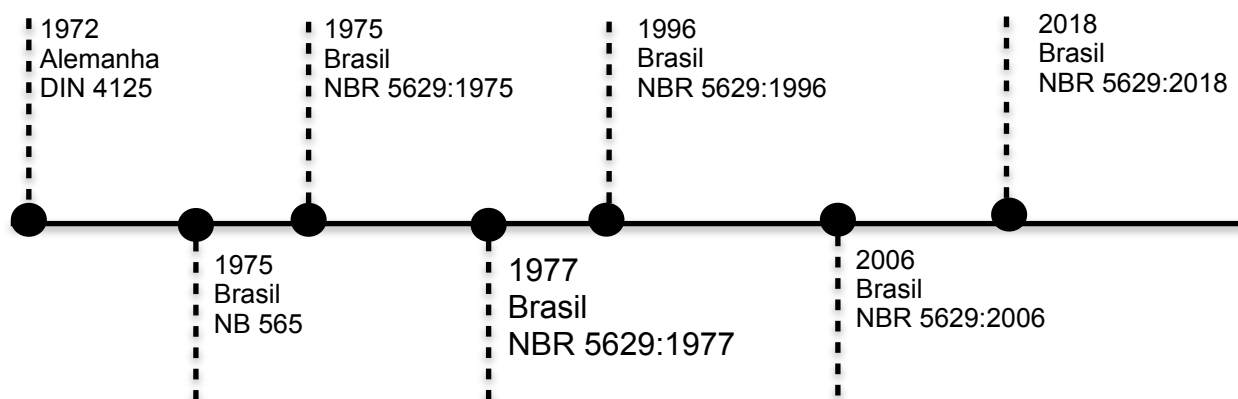 1972
Alemanha
DIN 4125
1975
Brasil
NB 565
1975
Brasil
NBR 5629:1975
1977
Brasil
NBR 5629:1977
1996
Brasil
NBR 5629:1996
2006
Brasil
NBR 5629:2006
2018
Brasil
NBR 5629:2018